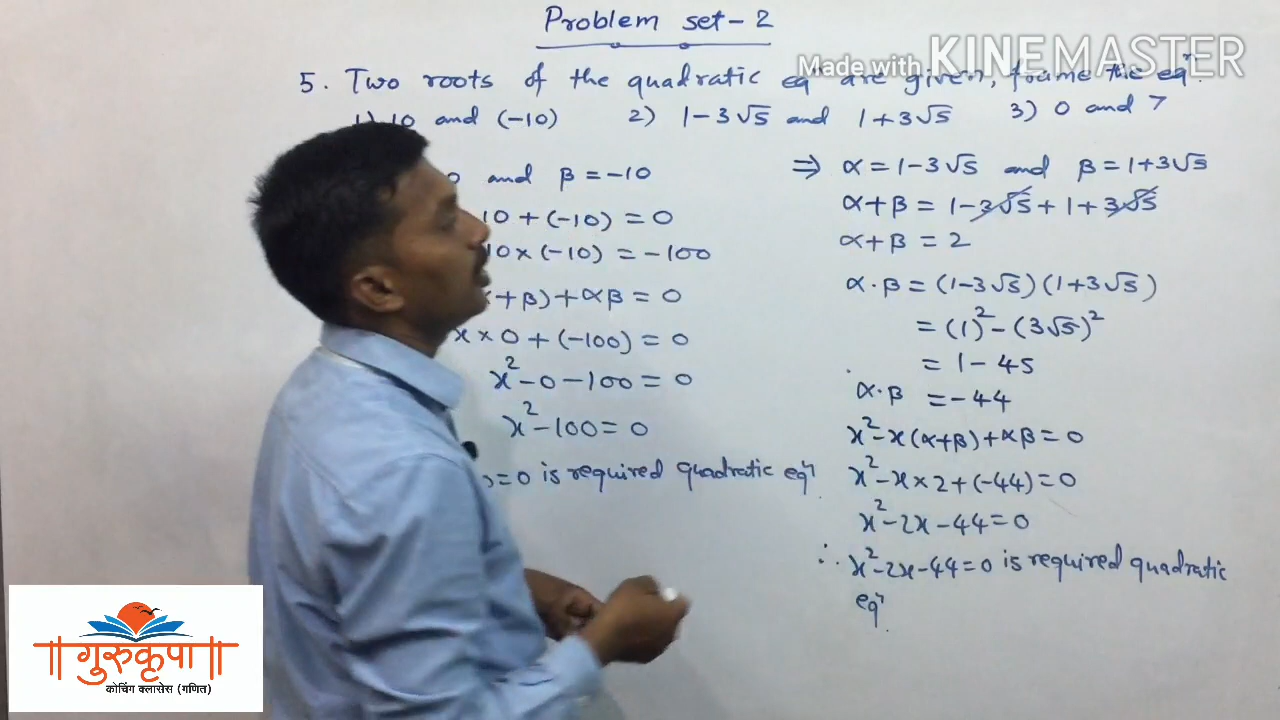 Problem set-2
Made with KINEMASTER
5. Two roots of the quadratic eqⁿ are given, frame the eqⁿ.
1) 10 and (-10) 2) 1-3√5 and 1+3√5 3) 0 and 7
0 and β = -10
10 + (-10) = 0
10 × (-10) = -100
+ β) + αβ = 0
x × 0 + (-100) = 0
x² - 0 - 100 = 0
x² - 100 = 0
= 0 is required quadratic eqⁿ
⇒ α = 1-3√5 and β = 1+3√5
α+β = 1-3√5 + 1 + 3√5
α+β = 2
α·β = (1-3√5)(1+3√5)
= (1)² - (3√5)²
= 1 - 45
α·β = -44
x² - x(α+β) + αβ = 0
x² - x × 2 + (-44) = 0
x² - 2x - 44 = 0
∴ x² - 2x - 44 = 0 is required quadratic
eqⁿ.
॥गुरुकृपा॥
कोचिंग क्लासेस (गणित)